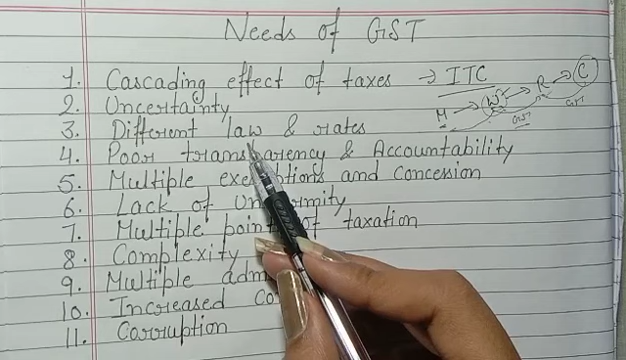 Needs of GST
1. Cascading effect of taxes → ITC
M → W → R → C
GST GST
2. Uncertainty
3. Different law & rates
4. Poor transparency & Accountability
5. Multiple exemptions and concession
6. Lack of Uniformity
7. Multiple point of taxation
8. Complexity
9. Multiple
10. Increased
11. Corruption